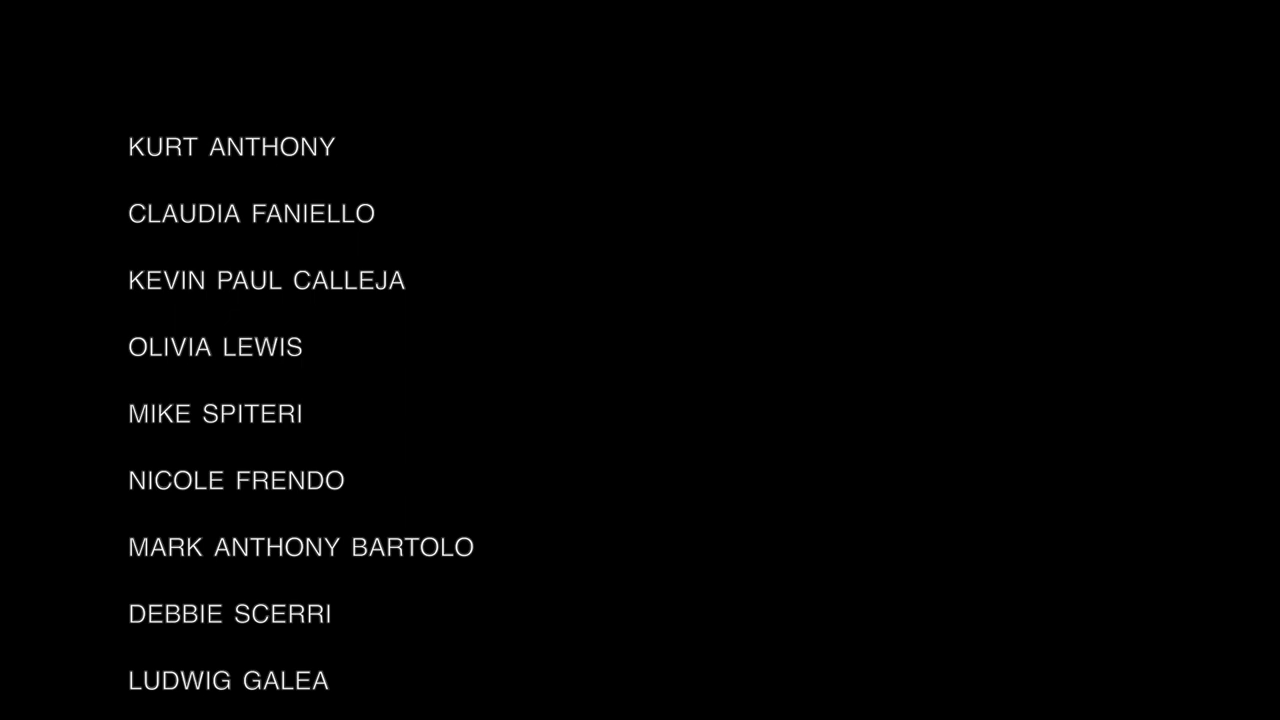 KURT ANTHONY
CLAUDIA FANIELLO
KEVIN PAUL CALLEJA
OLIVIA LEWIS
MIKE SPITERI
NICOLE FRENDO
MARK ANTHONY BARTOLO
DEBBIE SCERRI
LUDWIG GALEA